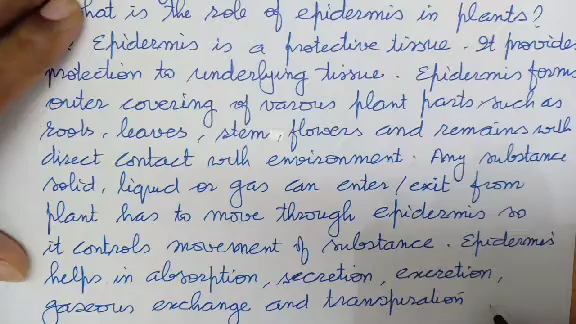 hat is the role of epidermis in plants?
Epidermis is a protective tissue. It provides
protection to underlying tissue. Epidermis forms
outer covering of varous plant parts such as
roots, leaves, stem, flowers and remains with
direct contact with environment. Any substance
solid, liquid or gas can enter/exit from
plant has to move through epidermis so
it controls movement of substance. Epidermis
helps in absorption, secretion, excretion,
gaseous exchange and transpiration